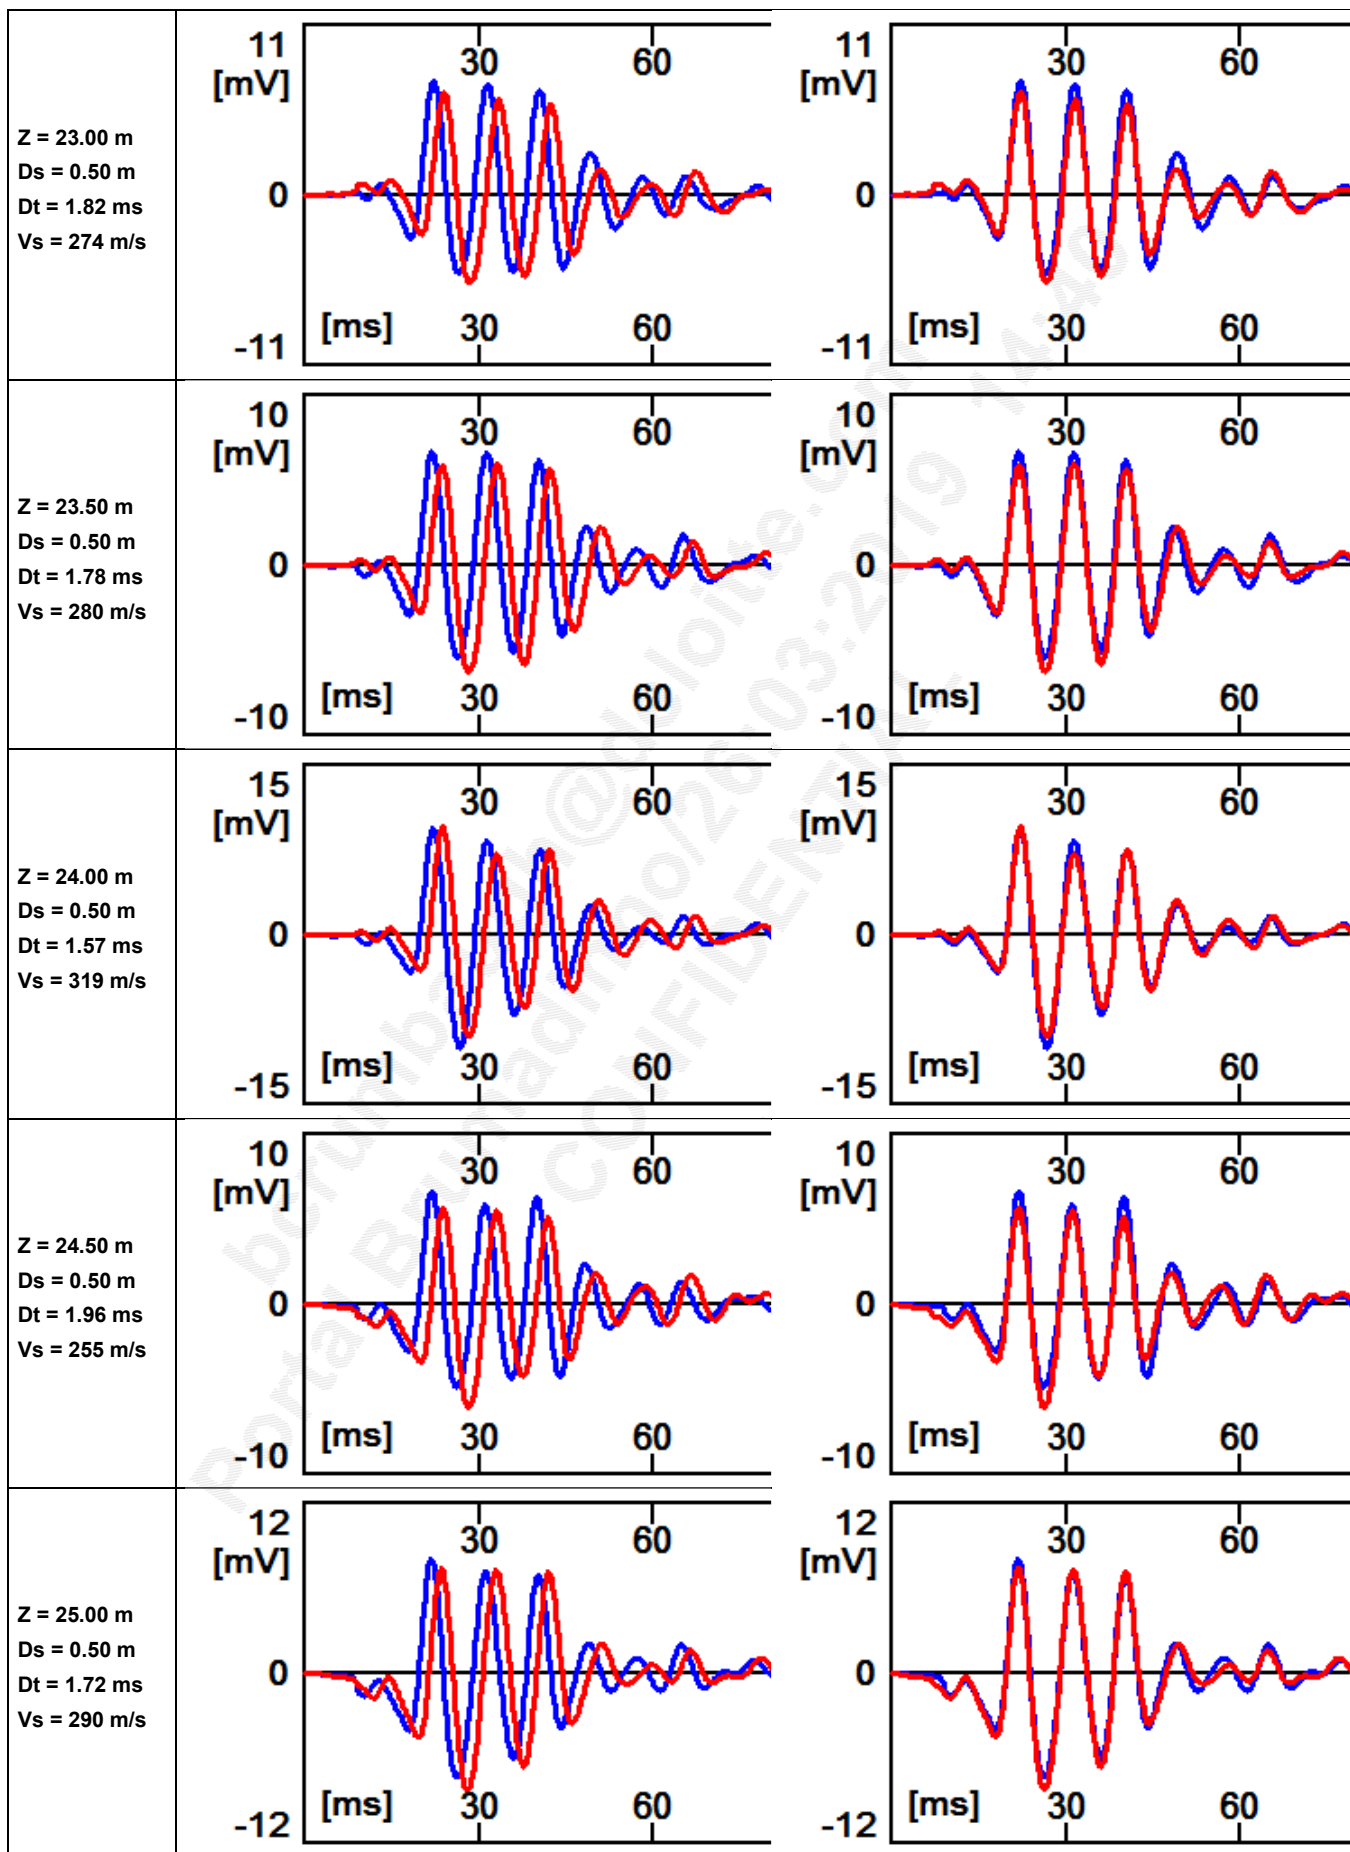 Z = 23.00 m
Ds = 0.50 m
Dt = 1.82 ms
Vs = 274 m/s
11
[mV]
30
60
0
[ms]
30
60
-11
11
[mV]
30
60
0
[ms]
30
60
-11
Z = 23.50 m
Ds = 0.50 m
Dt = 1.78 ms
Vs = 280 m/s
10
[mV]
30
60
0
[ms]
30
60
-10
10
[mV]
30
60
0
[ms]
30
60
-10
Z = 24.00 m
Ds = 0.50 m
Dt = 1.57 ms
Vs = 319 m/s
15
[mV]
30
60
0
[ms]
30
60
-15
15
[mV]
30
60
0
[ms]
30
60
-15
Z = 24.50 m
Ds = 0.50 m
Dt = 1.96 ms
Vs = 255 m/s
10
[mV]
30
60
0
[ms]
30
60
-10
10
[mV]
30
60
0
[ms]
30
60
-10
Z = 25.00 m
Ds = 0.50 m
Dt = 1.72 ms
Vs = 290 m/s
12
[mV]
30
60
0
[ms]
30
60
-12
12
[mV]
30
60
0
[ms]
30
60
-12
CONFIDENTIAL